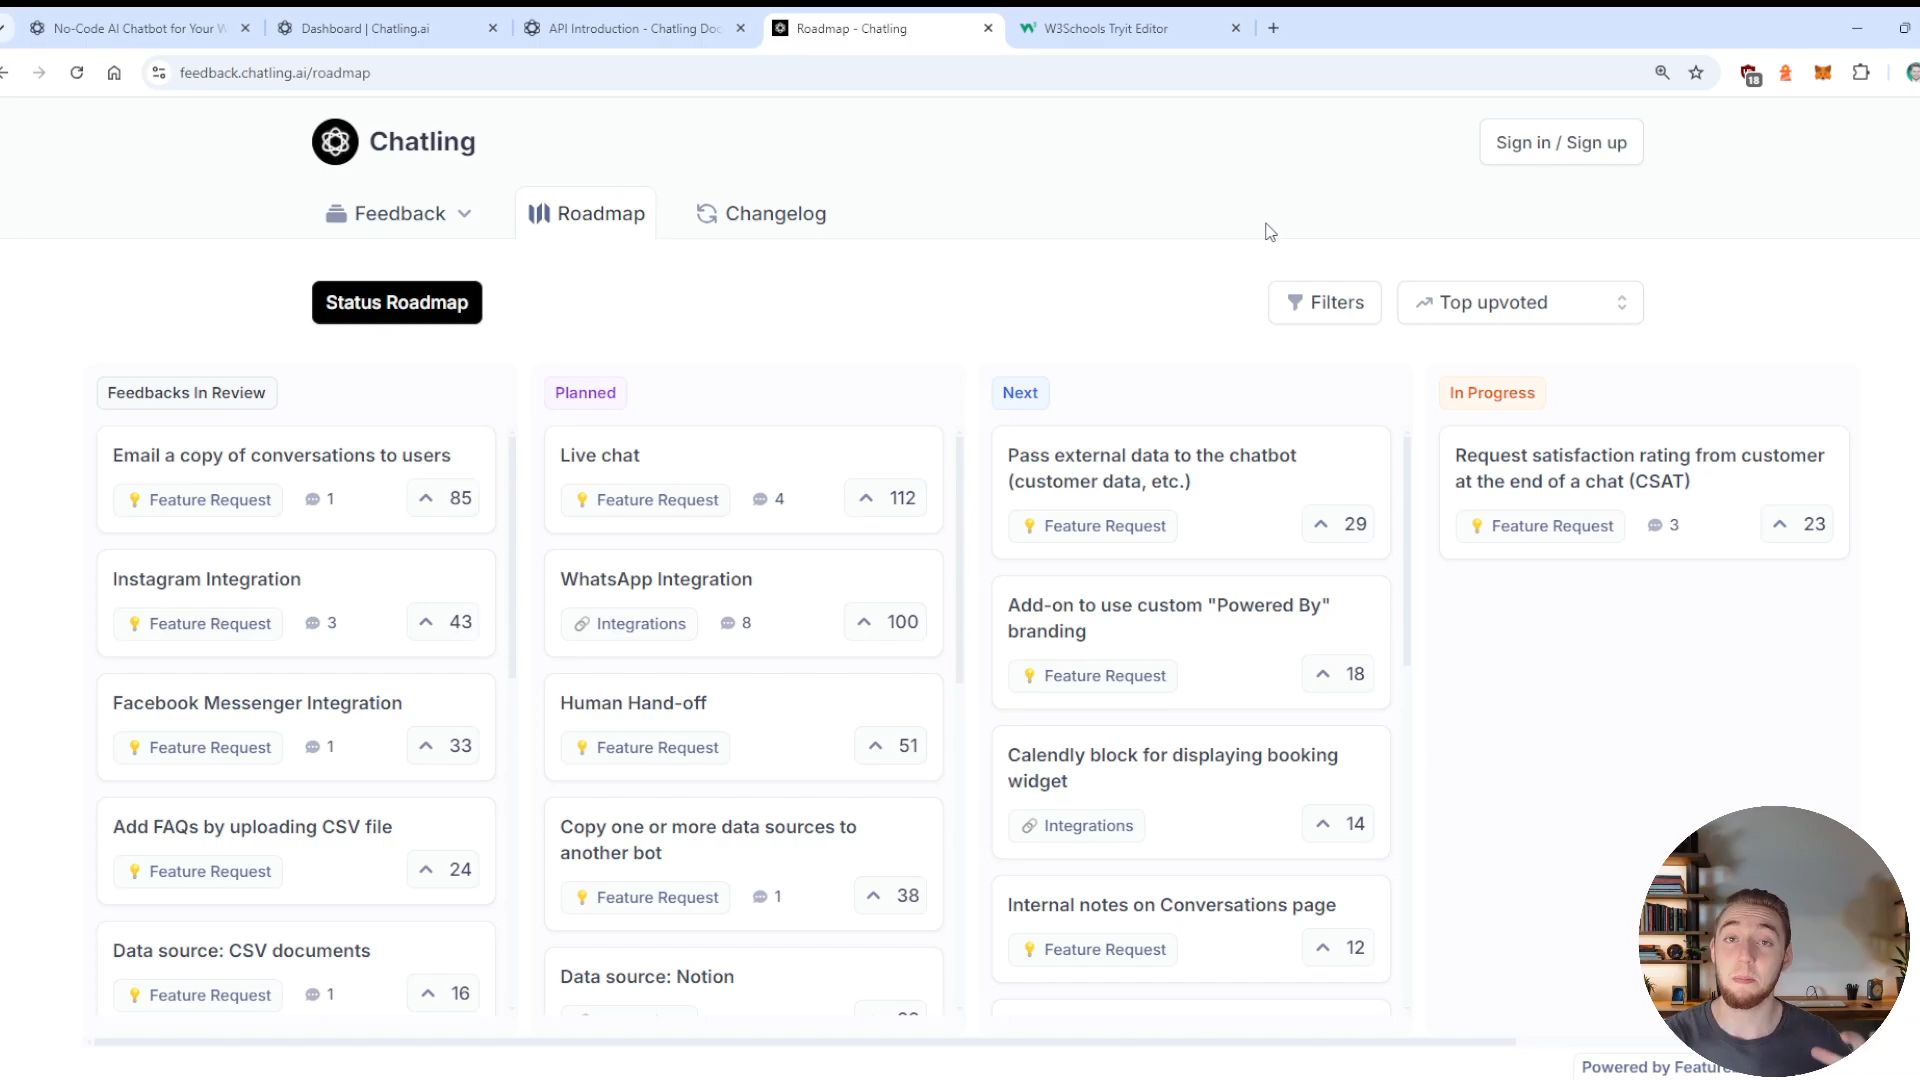 No-Code AI Chatbot for Your W
Dashboard | Chatling.ai
API Introduction - Chatling Doc
Roadmap - Chatling
W3Schools Tryit Editor
feedback.chatling.ai/roadmap
18
Chatling
Sign in / Sign up
Feedback
Roadmap
Changelog
Status Roadmap
Filters
Top upvoted
Feedbacks In Review
Email a copy of conversations to users
Feature Request
1
85
Instagram Integration
Feature Request
3
43
Facebook Messenger Integration
Feature Request
1
33
Add FAQs by uploading CSV file
Feature Request
24
Data source: CSV documents
Feature Request
1
16
Planned
Live chat
Feature Request
4
112
WhatsApp Integration
Integrations
8
100
Human Hand-off
Feature Request
51
Copy one or more data sources to
another bot
Feature Request
1
38
Data source: Notion
Next
Pass external data to the chatbot
(customer data, etc.)
Feature Request
29
Add-on to use custom "Powered By"
branding
Feature Request
18
Calendly block for displaying booking
widget
Integrations
14
Internal notes on Conversations page
Feature Request
12
In Progress
Request satisfaction rating from customer
at the end of a chat (CSAT)
Feature Request
3
23
Powered by Feature